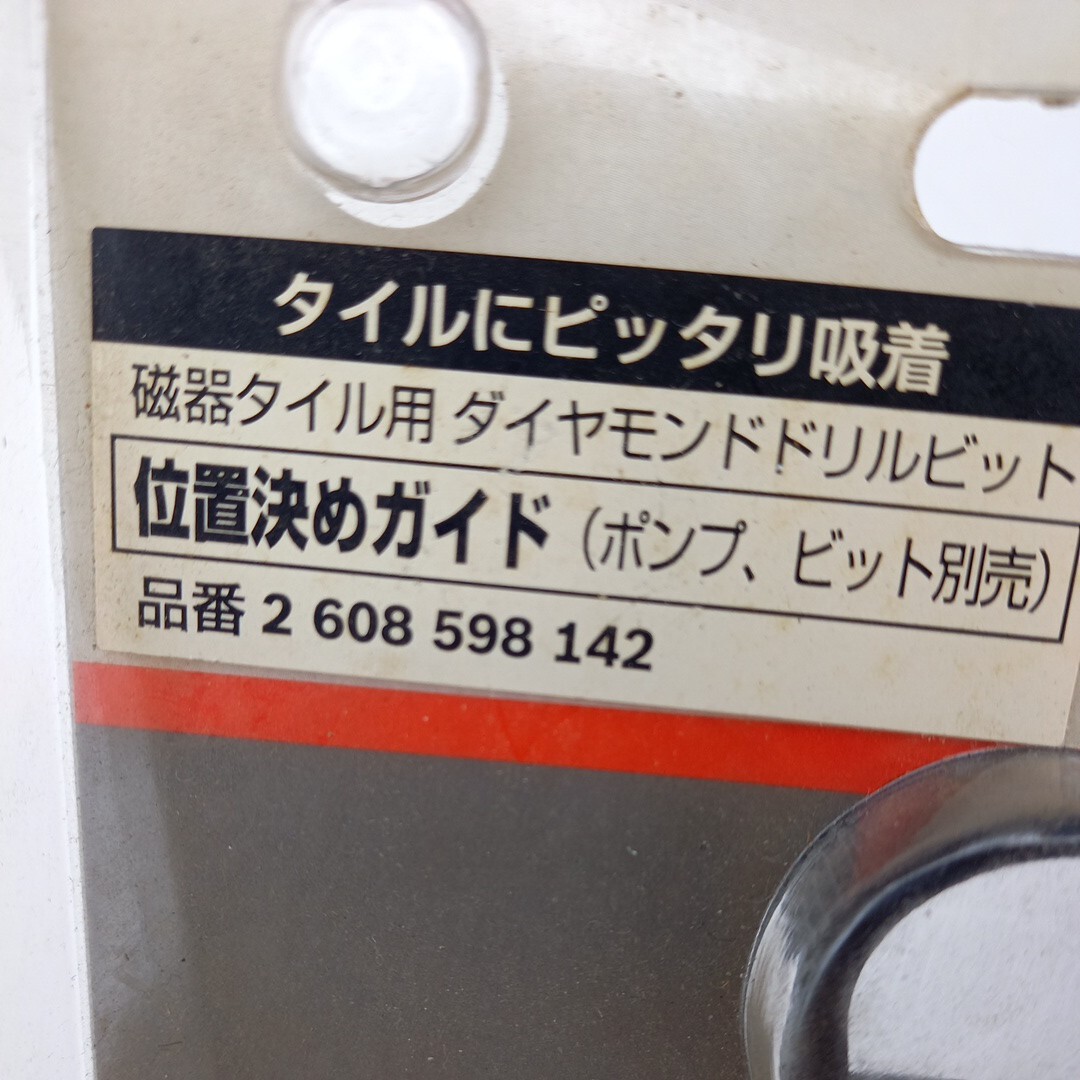 タイルにピッタリ吸着
磁器タイル用 ダイヤモンドドリルビット
位置決めガイド（ポンプ、ビット別売）
品番 2 608 598 142